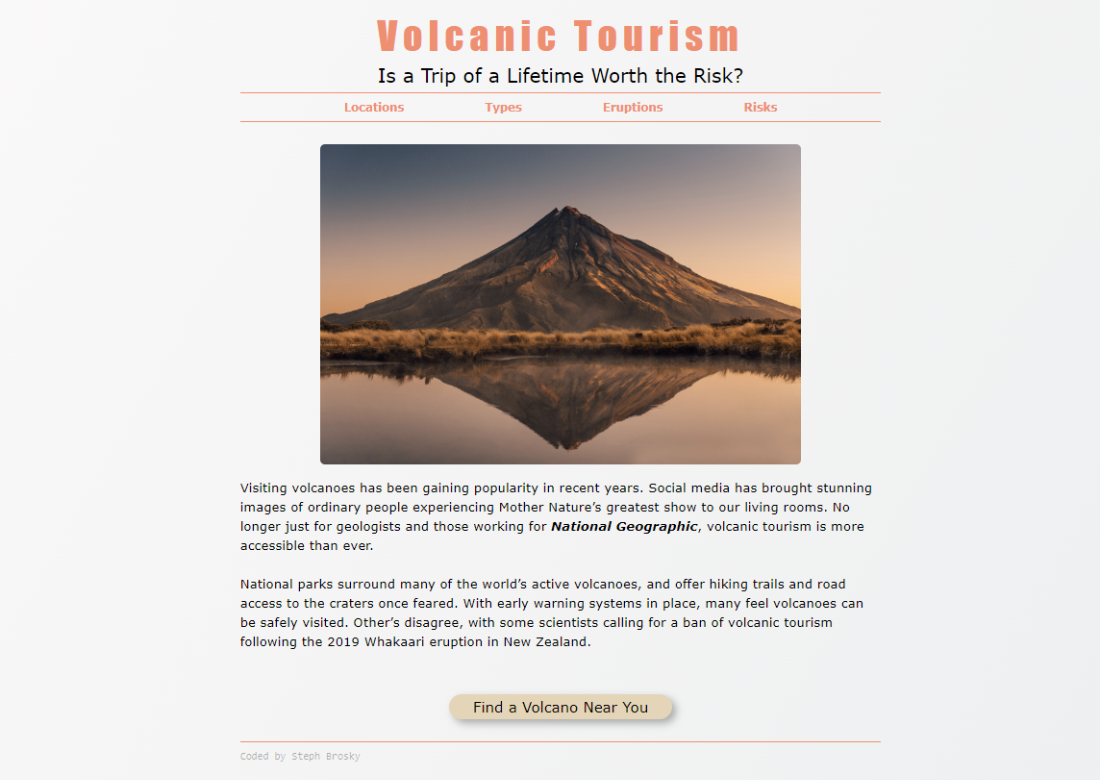 Volcanic Tourism
Is a Trip of a Lifetime Worth the Risk?
Locations Types Eruptions Risks
Visiting volcanoes has been gaining popularity in recent years. Social media has brought stunning
images of ordinary people experiencing Mother Nature’s greatest show to our living rooms. No
longer just for geologists and those working for National Geographic, volcanic tourism is more
accessible than ever.
National parks surround many of the world’s active volcanoes, and offer hiking trails and road
access to the craters once feared. With early warning systems in place, many feel volcanoes can
be safely visited. Other’s disagree, with some scientists calling for a ban of volcanic tourism
following the 2019 Whakaari eruption in New Zealand.
Find a Volcano Near You
Coded by Steph Brosky